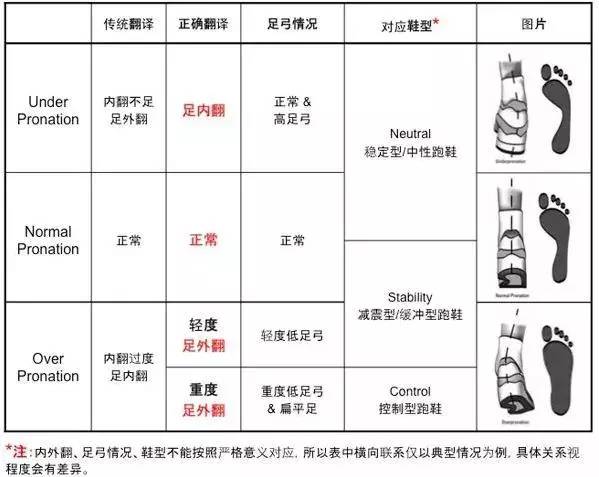 传统翻译 正确翻译 足弓情况 对应鞋型* 图片
Under
Pronation
内翻不足
足外翻
足内翻
正常 &
高足弓
Neutral
稳定型/中性跑鞋
Underpronation
Normal
Pronation
正常
正常
正常
Normal Pronation
Stability
减震型/缓冲型跑鞋
Over
Pronation
内翻过度
足内翻
轻度
足外翻
轻度低足弓
重度
足外翻
重度低足弓
& 扁平足
Control
控制型跑鞋
Overpronation
*注：内外翻、足弓情况、鞋型不能按照严格意义对应，所以表中横向联系仅以典型情况为例，具体关系视
程度会有差异。